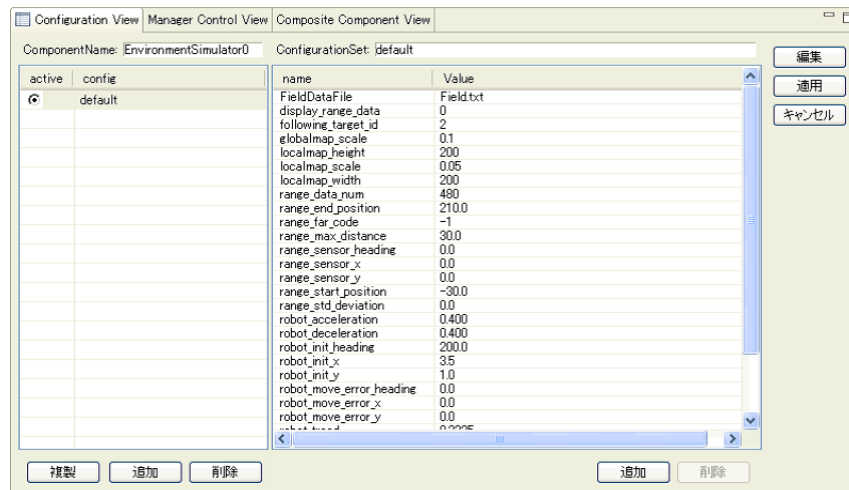 Configuration View Manager Control View Composite Component View
ComponentName: EnvironmentSimulator0 ConfigurationSet: default
編集
active config name Value
適用
default FieldDataFile Field.txt
display_range_data 0
キャンセル
following_target_id 2
globalmap_scale 0.1
localmap_height 200
localmap_scale 0.05
localmap_width 200
range_data_num 480
range_end_position 210.0
range_far_code -1
range_max_distance 30.0
range_sensor_heading 0.0
range_sensor_x 0.0
range_sensor_y 0.0
range_start_position -30.0
range_std_deviation 0.0
robot_acceleration 0.400
robot_deceleration 0.400
robot_init_heading 200.0
robot_init_x 3.5
robot_init_y 1.0
robot_move_error_heading 0.0
robot_move_error_x 0.0
robot_move_error_y 0.0
複製 追加 削除 追加 削除